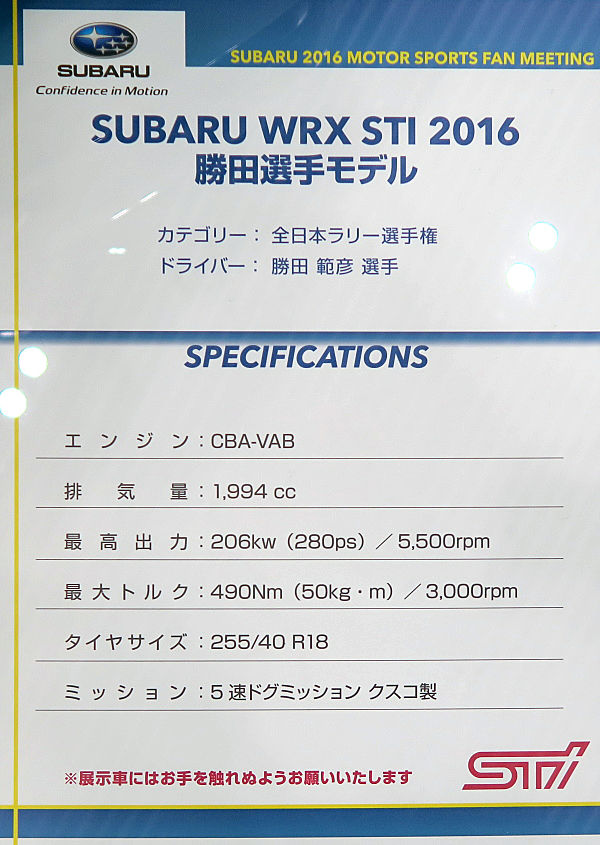 SUBARU
Confidence in Motion
SUBARU 2016 MOTOR SPORTS FAN MEETING
SUBARU WRX STI 2016
勝田選手モデル
カテゴリー： 全日本ラリー選手権
ドライバー： 勝田 範彦 選手
SPECIFICATIONS
エンジン：CBA-VAB
排気量：1,994 cc
最高出力：206kw（280ps）／5,500rpm
最大トルク：490Nm（50kg・m）／3,000rpm
タイヤサイズ：255/40 R18
ミッション：5速ドグミッション クスコ製
※展示車にはお手を触れぬようお願いいたします
STI